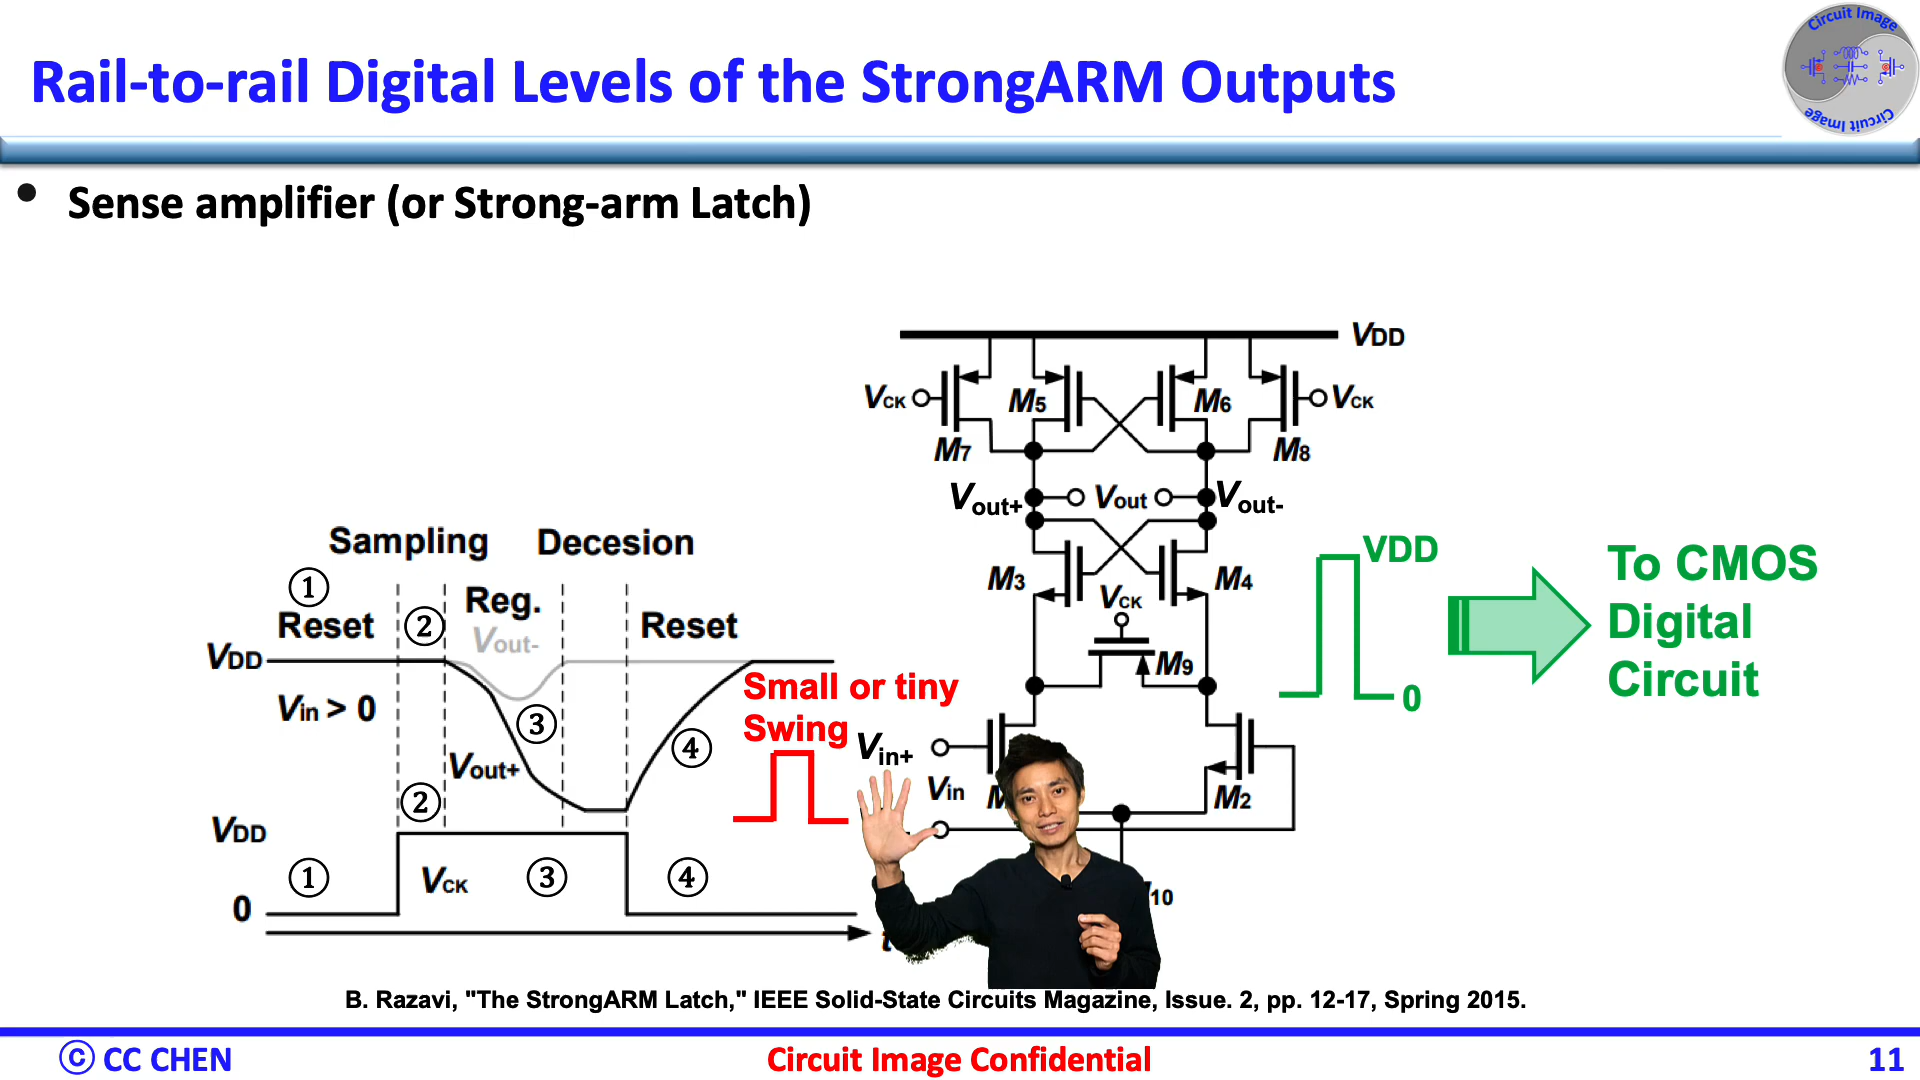 Rail-to-rail Digital Levels of the StrongARM Outputs
Circuit Image
Circuit Image
• Sense amplifier (or Strong-arm Latch)
VDD
VCK
M5
M6
VCK
M7
M8
Vout+
Vout
Vout-
Sampling
Decesion
VDD
To CMOS
Digital
Circuit
0
M3
M4
VCK
M9
①
Reset
②
Reg.
Vout-
Reset
VDD
Vin > 0
③
④
Vout+
②
Small or tiny
Swing
Vin+
Vin
M2
VDD
①
VCK
③
④
0
t
10
B. Razavi, "The StrongARM Latch," IEEE Solid-State Circuits Magazine, Issue. 2, pp. 12-17, Spring 2015.
© CC CHEN
Circuit Image Confidential
11